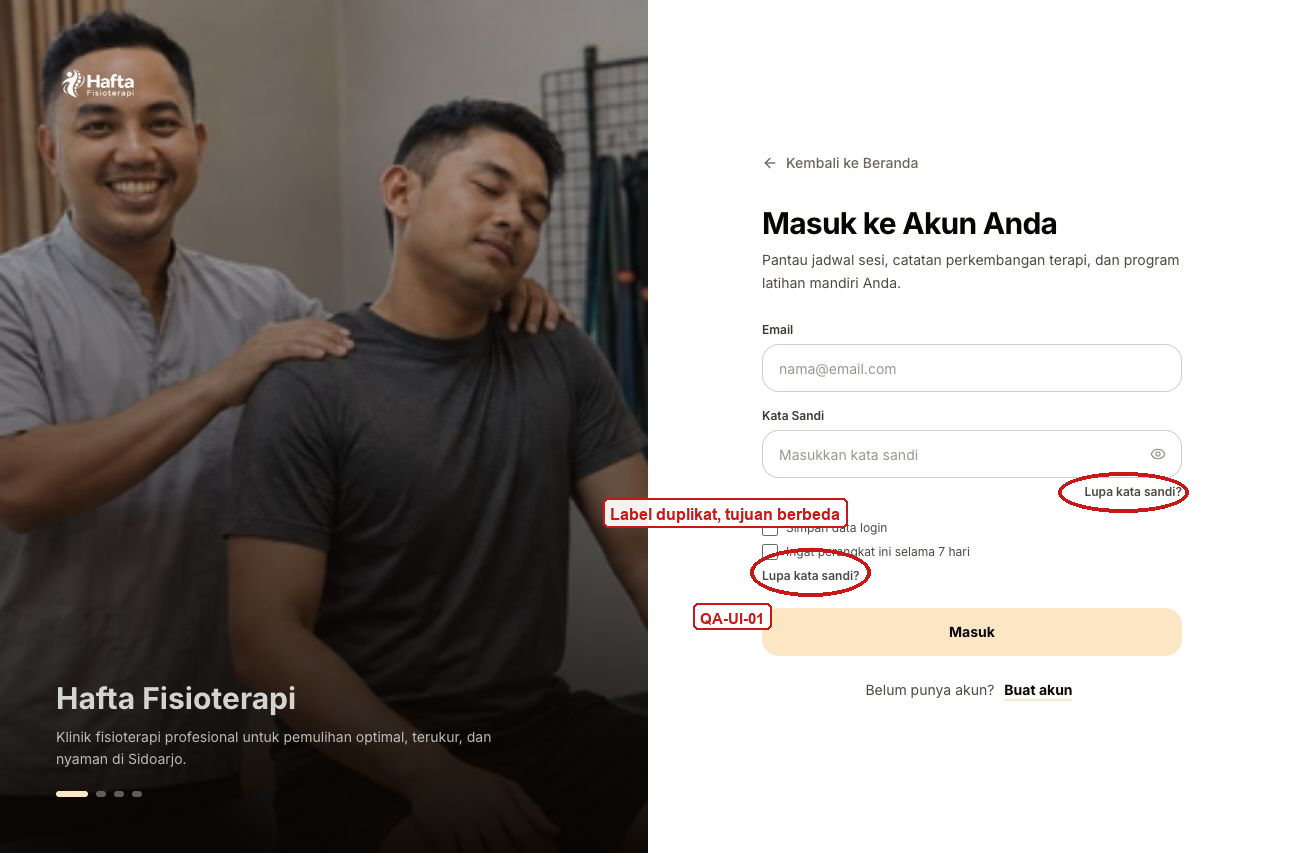 Hafta
Fisioterapi
Hafta Fisioterapi
Klinik fisioterapi profesional untuk pemulihan optimal, terukur, dan
nyaman di Sidoarjo.
Kembali ke Beranda
Masuk ke Akun Anda
Pantau jadwal sesi, catatan perkembangan terapi, dan program
latihan mandiri Anda.
Email
nama@email.com
Kata Sandi
Masukkan kata sandi
Lupa kata sandi?
Label duplikat, tujuan berbeda
Simpan data login
Ingat perangkat ini selama 7 hari
Lupa kata sandi?
QA-UI-01
Masuk
Belum punya akun? Buat akun